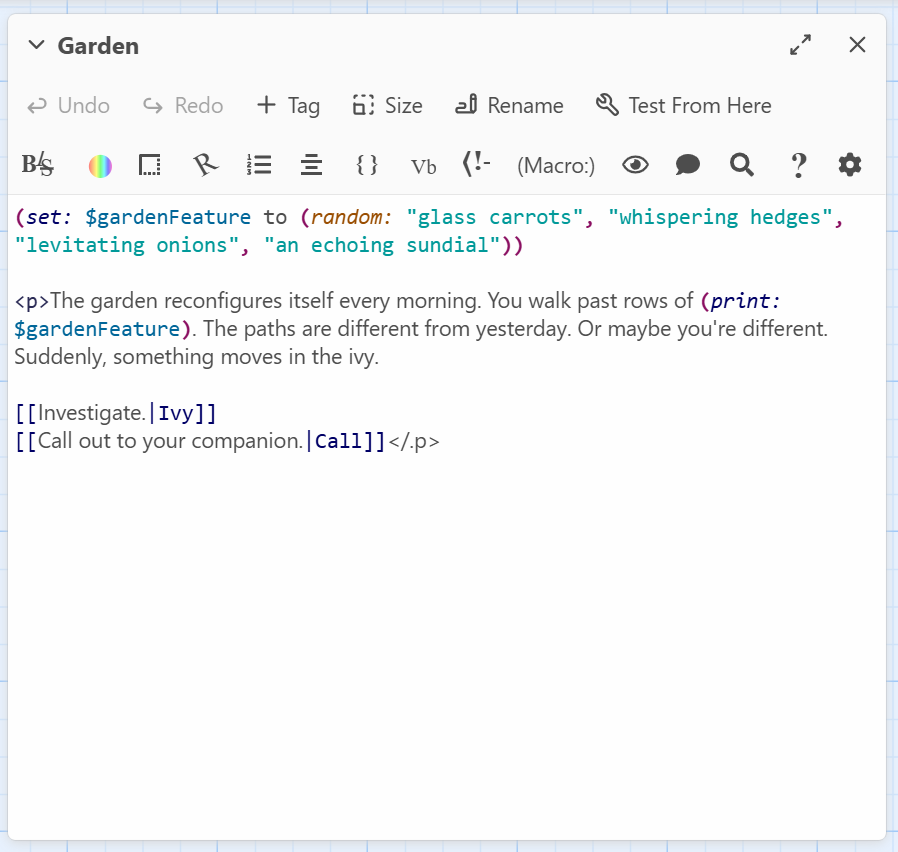 Garden
Undo Redo + Tag Size Rename Test From Here
B/S { } Vb (!- (Macro:) ?
(set: $gardenFeature to (random: "glass carrots", "whispering hedges",
"levitating onions", "an echoing sundial"))
<p>The garden reconfigures itself every morning. You walk past rows of (print:
$gardenFeature). The paths are different from yesterday. Or maybe you're different.
Suddenly, something moves in the ivy.
[[Investigate.|Ivy]]
[[Call out to your companion.|Call]]</.p>